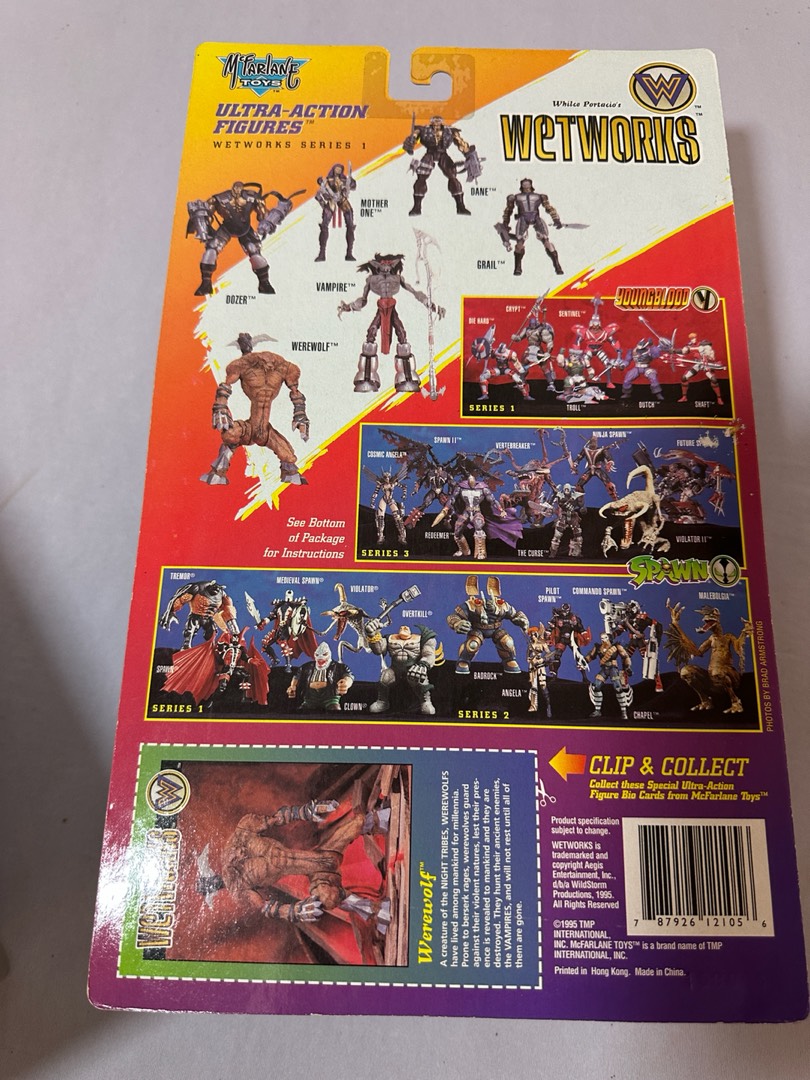 McFARLANE
TOYS™
ULTRA-ACTION
FIGURES™
WETWORKS SERIES 1
W™
Whilce Portacio's
WETWORKS™
DANE™
MOTHER
ONE™
GRAIL™
DOZER™
VAMPIRE™
WEREWOLF™
YOUNGBLOOD Y
DIE HARD™
CRYPT™
SENTINEL™
TROLL™
DUTCH™
SHAFT™
SERIES 1
COSMIC ANGELA™
SPAWN II™
VERTEBREAKER™
NINJA SPAWN™
FUTURE
REDEEMER™
THE CURSE™
VIOLATOR II™
SERIES 3
See Bottom
of Package
for Instructions
SPAWN
TREMOR®
MEDIEVAL SPAWN®
VIOLATOR®
OVERTKILL®
PILOT
SPAWN™
COMMANDO SPAWN™
MALEBOLGIA™
SPAWN
CLOWN®
BADROCK™
ANGELA™
CHAPEL™
SERIES 1
SERIES 2
PHOTOS BY BRAD ARMSTRONG
W
WETWORKS
Werewolf™
A creature of the NIGHT TRIBES, WEREWOLFS
have lived among mankind for millennia.
Prone to berserk rages, werewolves guard
against their violent natures, lest their pres-
ence is revealed to mankind and they are
destroyed. They hunt their ancient enemies,
the VAMPIRES, and will not rest until all of
them are gone.
CLIP & COLLECT
Collect these Special Ultra-Action
Figure Bio Cards from McFarlane Toys™
Product specification
subject to change.
WETWORKS is
trademarked and
copyright Aegis
Entertainment, Inc.,
d/b/a WildStorm
Productions, 1995.
All Rights Reserved
7 87926 12105 6
©1995 TMP
INTERNATIONAL,
INC. McFARLANE TOYS™ is a brand name of TMP
INTERNATIONAL, INC.
Printed in Hong Kong. Made in China.